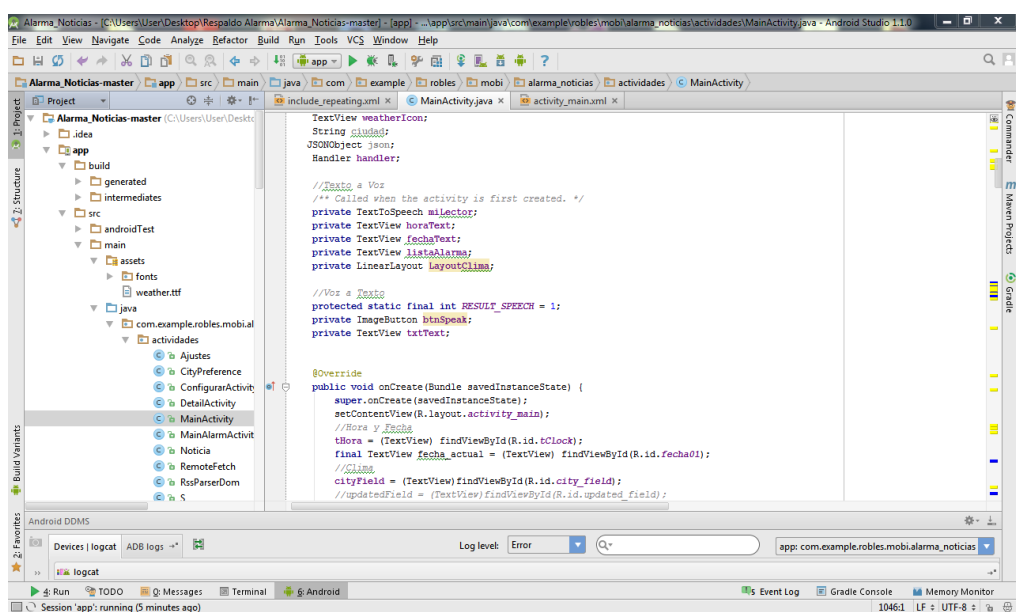 Alarma_Noticias - [C:\Users\User\Desktop\Respaldo Alarma\Alarma_Noticias-master] - [app] - ...\app\src\main\java\com\example\robles\mobi\alarma_noticias\actividades\MainActivity.java - Android Studio 1.1.0
File Edit View Navigate Code Analyze Refactor Build Run Tools VCS Window Help
app
Alarma_Noticias-master app src main java com example robles mobi alarma_noticias actividades MainActivity
Project
include_repeating.xml MainActivity.java activity_main.xml
1: Project
7: Structure
Build Variants
2: Favorites
Alarma_Noticias-master (C:\Users\User\Deskto
.idea
app
build
generated
intermediates
src
androidTest
main
assets
fonts
weather.ttf
java
com.example.robles.mobi.al
actividades
Ajustes
CityPreference
ConfigurarActivity
DetailActivity
MainActivity
MainAlarmActivit
Noticia
RemoteFetch
RssParserDom
S
TextView weatherIcon;
String ciudad;
JSONObject json;
Handler handler;
//Texto a Voz
/** Called when the activity is first created. */
private TextToSpeech miLector;
private TextView horaText;
private TextView fechaText;
private TextView listaAlarma;
private LinearLayout LayoutClima;
//Voz a Texto
protected static final int RESULT_SPEECH = 1;
private ImageButton btnSpeak;
private TextView txtText;
@Override
public void onCreate(Bundle savedInstanceState) {
super.onCreate(savedInstanceState);
setContentView(R.layout.activity_main);
//Hora y Fecha
tHora = (TextView) findViewById(R.id.tClock);
final TextView fecha_actual = (TextView) findViewById(R.id.fecha01);
//Clima
cityField = (TextView)findViewById(R.id.city_field);
//updatedField = (TextView)findViewById(R.id.updated_field);
Commander
Maven Projects
Gradle
Android DDMS
Devices | logcat ADB logs Log level: Error app: com.example.robles.mobi.alarma_noticias
logcat
4: Run TODO 0: Messages Terminal 6: Android Event Log Gradle Console Memory Monitor
Session 'app': running (5 minutes ago) 1046:1 LF UTF-8